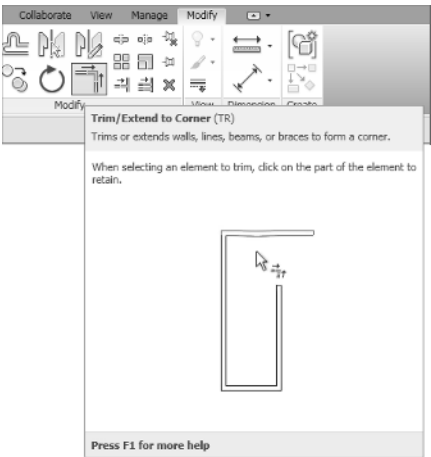 Collaborate View Manage Modify
Modify View Dimension Create
Trim/Extend to Corner (TR)
Trims or extends walls, lines, beams, or braces to form a corner.
When selecting an element to trim, click on the part of the element to
retain.
Press F1 for more help